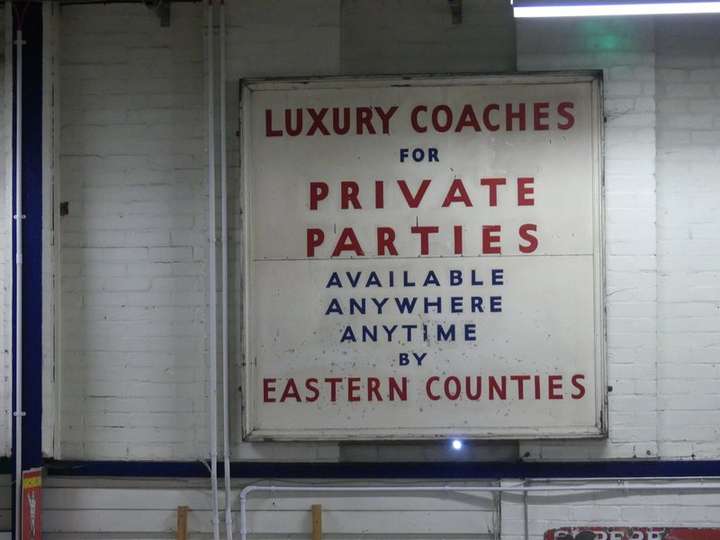 LUXURY COACHES
FOR
PRIVATE
PARTIES
AVAILABLE
ANYWHERE
ANYTIME
BY
EASTERN COUNTIES